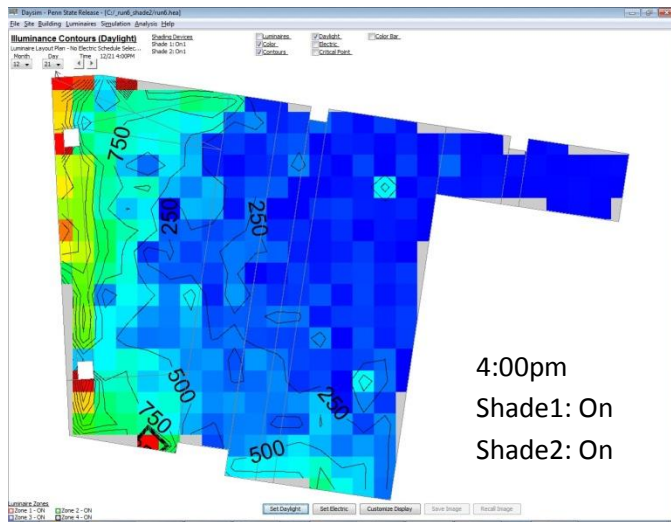 Daysim - Penn State Release - [C:/_run6_shade2/run6.hea]
File Site Building Luminaires Simulation Analysis Help
Illuminance Contours (Daylight)
Luminaire Layout Plan - No Electric Schedule Selec...
Month Day Time 12/21 4:00PM
12 21
Shading Devices
Shade 1: On1
Shade 2: On1
Luminaires Daylight Color Bar
Color Electric
Contours Critical Point
750
250
250
500
250
750
500
4:00pm
Shade1: On
Shade2: On
Luminaire Zones
Zone 1 - ON Zone 2 - ON
Zone 3 - ON Zone 4 - ON
Set Daylight Set Electric Customize Display Save Image Recall Image